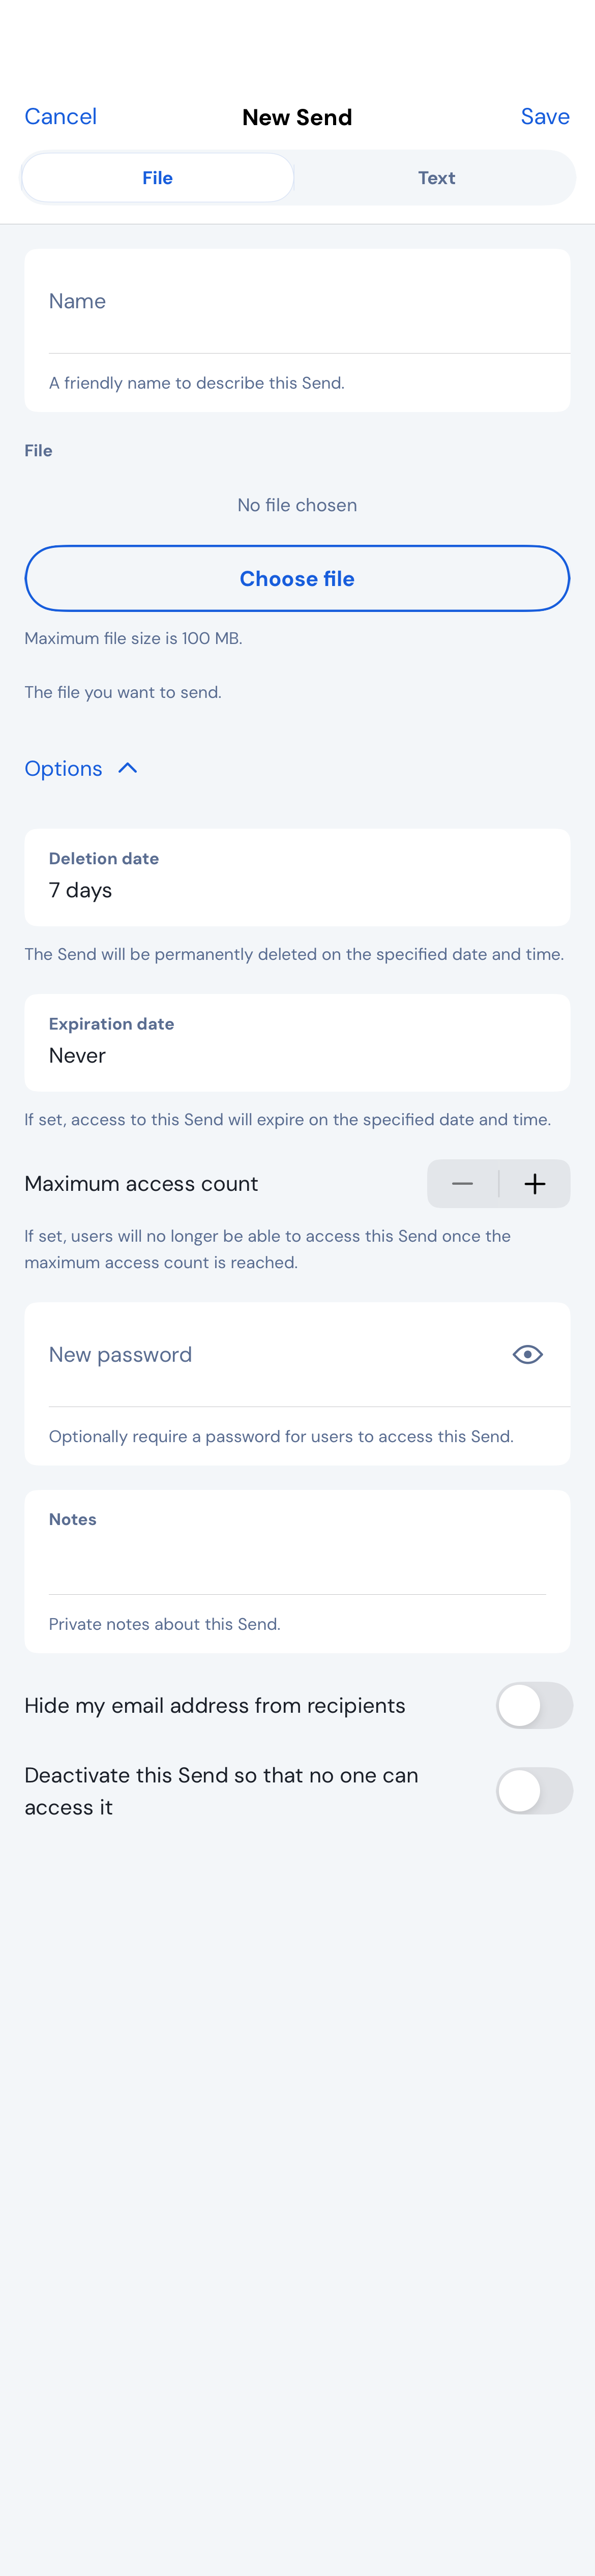 Cancel New Send Save
File Text
Name
A friendly name to describe this Send.
File
No file chosen
Choose file
Maximum file size is 100 MB.
The file you want to send.
Options
Deletion date
7 days
The Send will be permanently deleted on the specified date and time.
Expiration date
Never
If set, access to this Send will expire on the specified date and time.
Maximum access count
If set, users will no longer be able to access this Send once the
maximum access count is reached.
New password
Optionally require a password for users to access this Send.
Notes
Private notes about this Send.
Hide my email address from recipients
Deactivate this Send so that no one can
access it